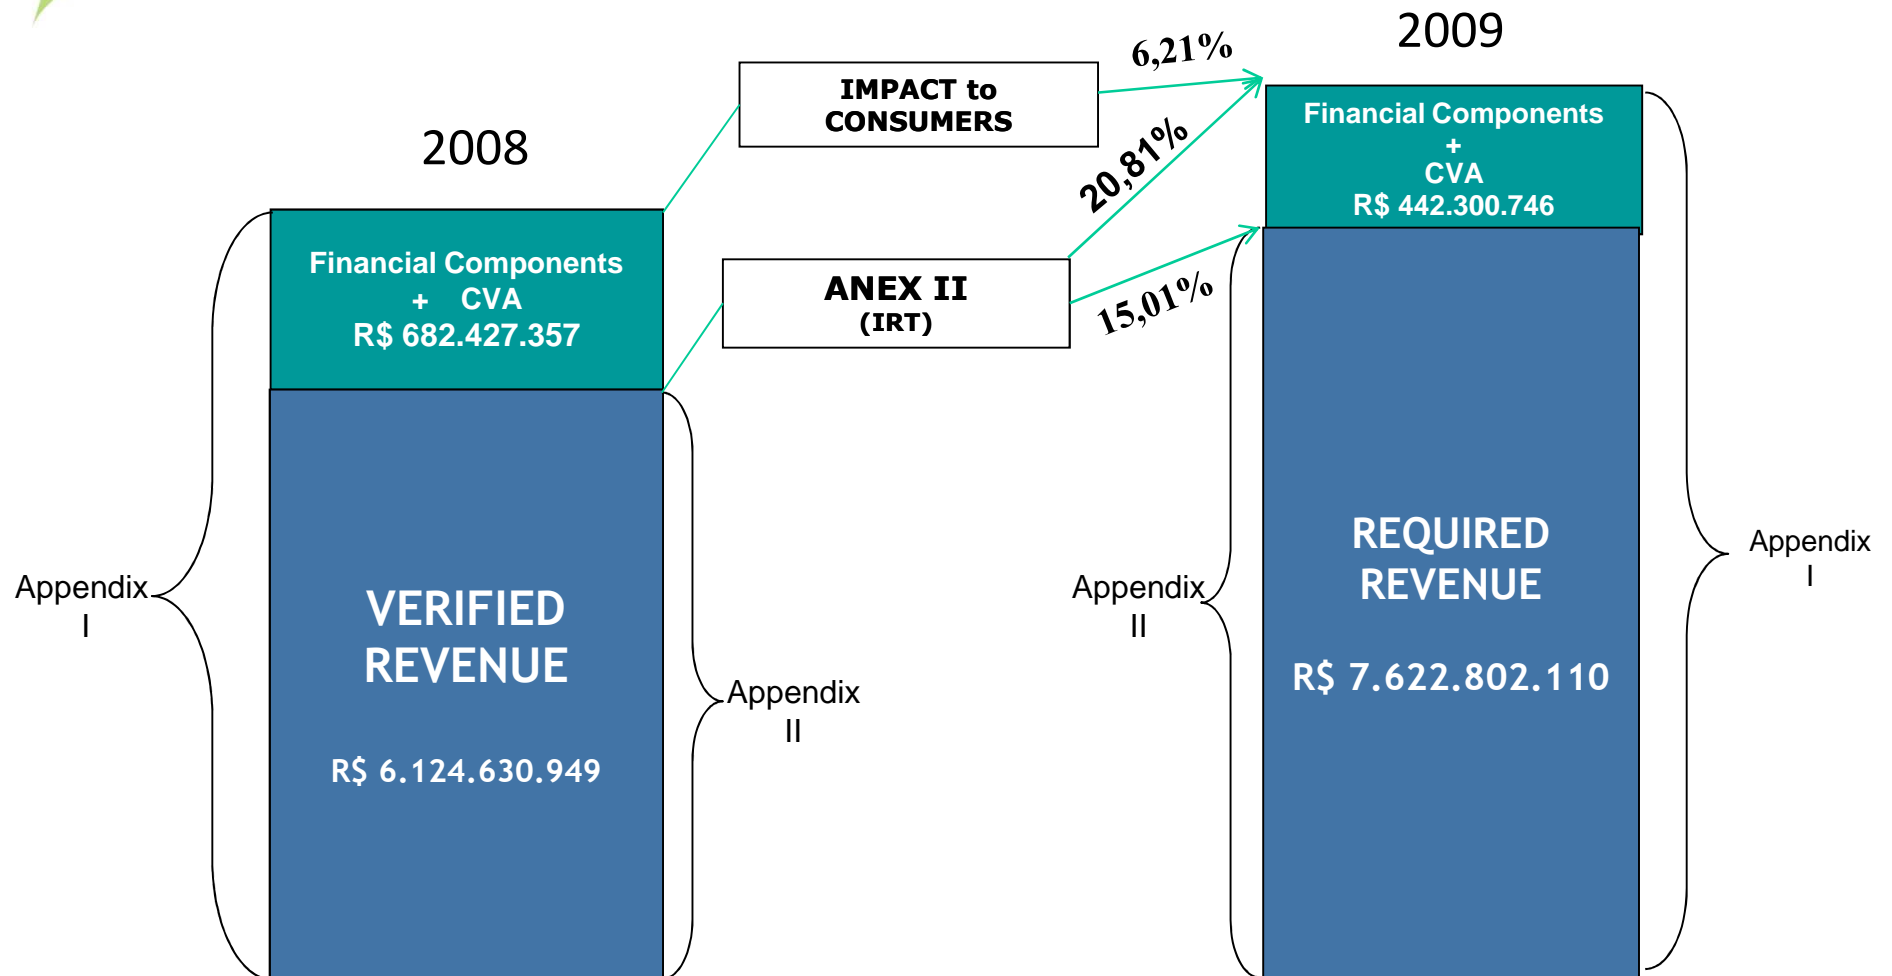 2008
2009
IMPACT to
CONSUMERS
6,21%
20,81%
ANEX II
(IRT)
15,01%
Financial Components
+ CVA
R$ 682.427.357
VERIFIED
REVENUE
R$ 6.124.630.949
Appendix
I
Appendix
II
Financial Components
+
CVA
R$ 442.300.746
REQUIRED
REVENUE
R$ 7.622.802.110
Appendix
II
Appendix
I